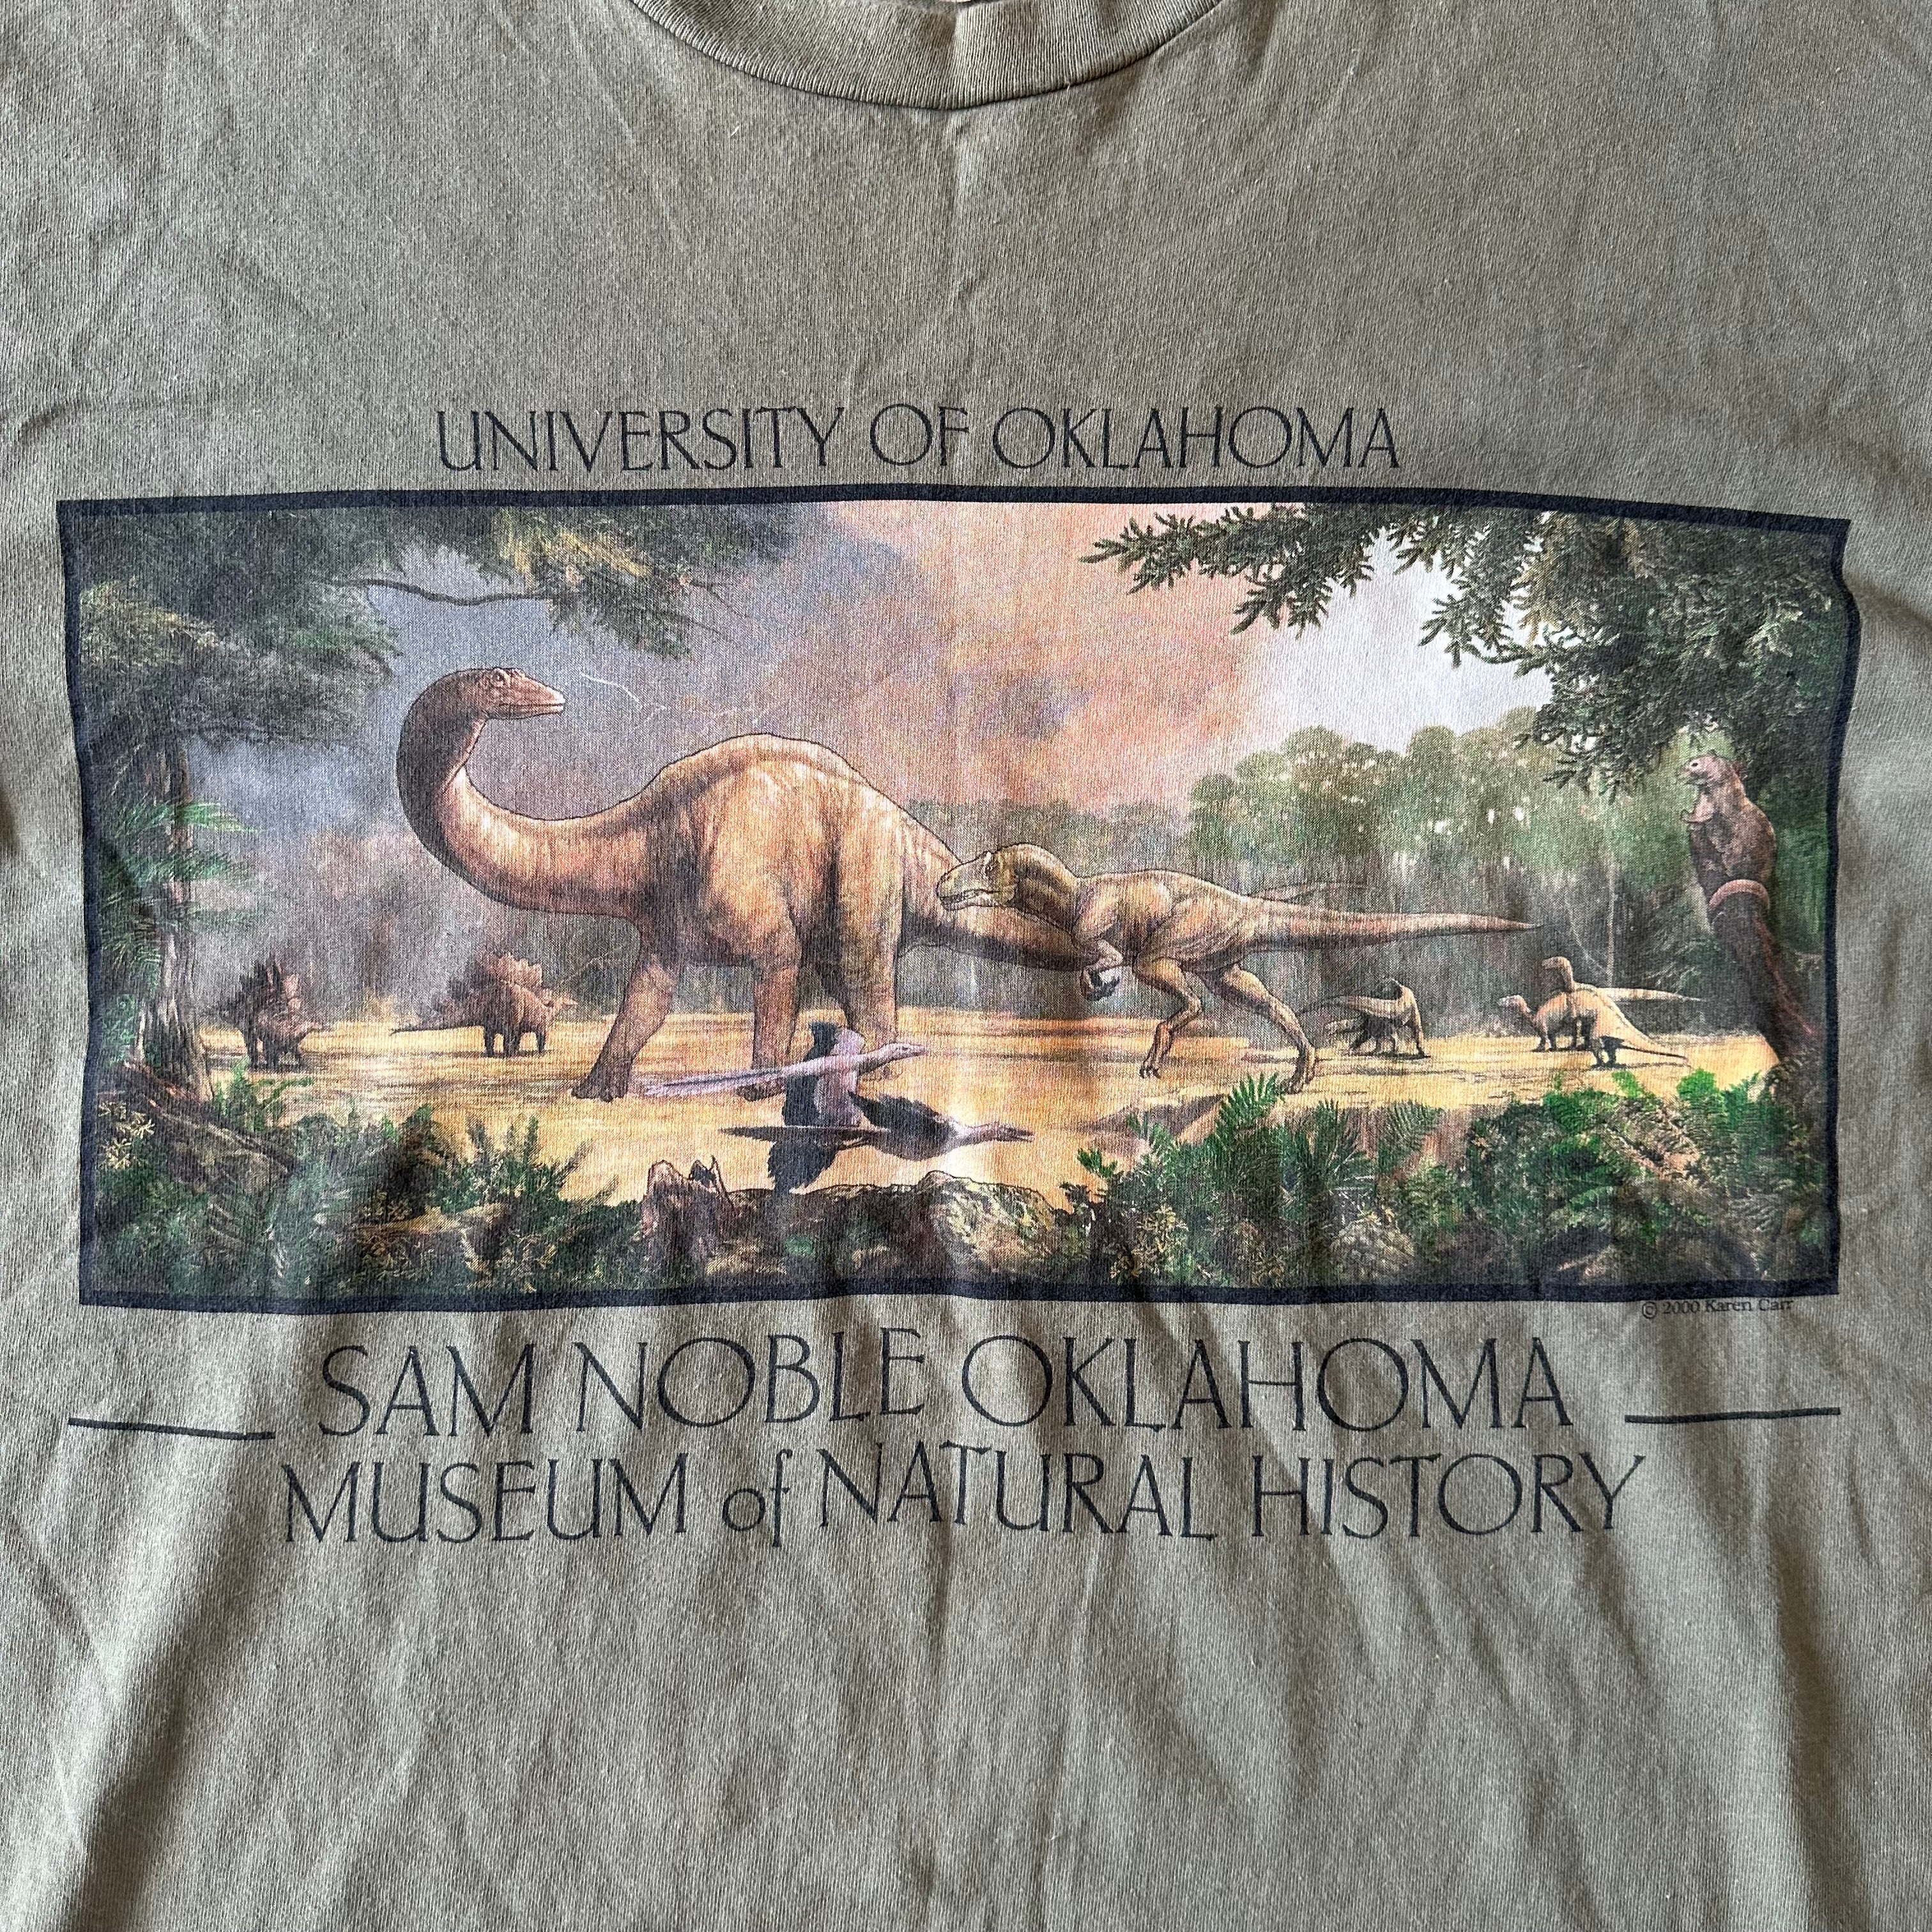 UNIVERSITY OF OKLAHOMA
© 2000 Karen Carr
SAM NOBLE OKLAHOMA
MUSEUM of NATURAL HISTORY